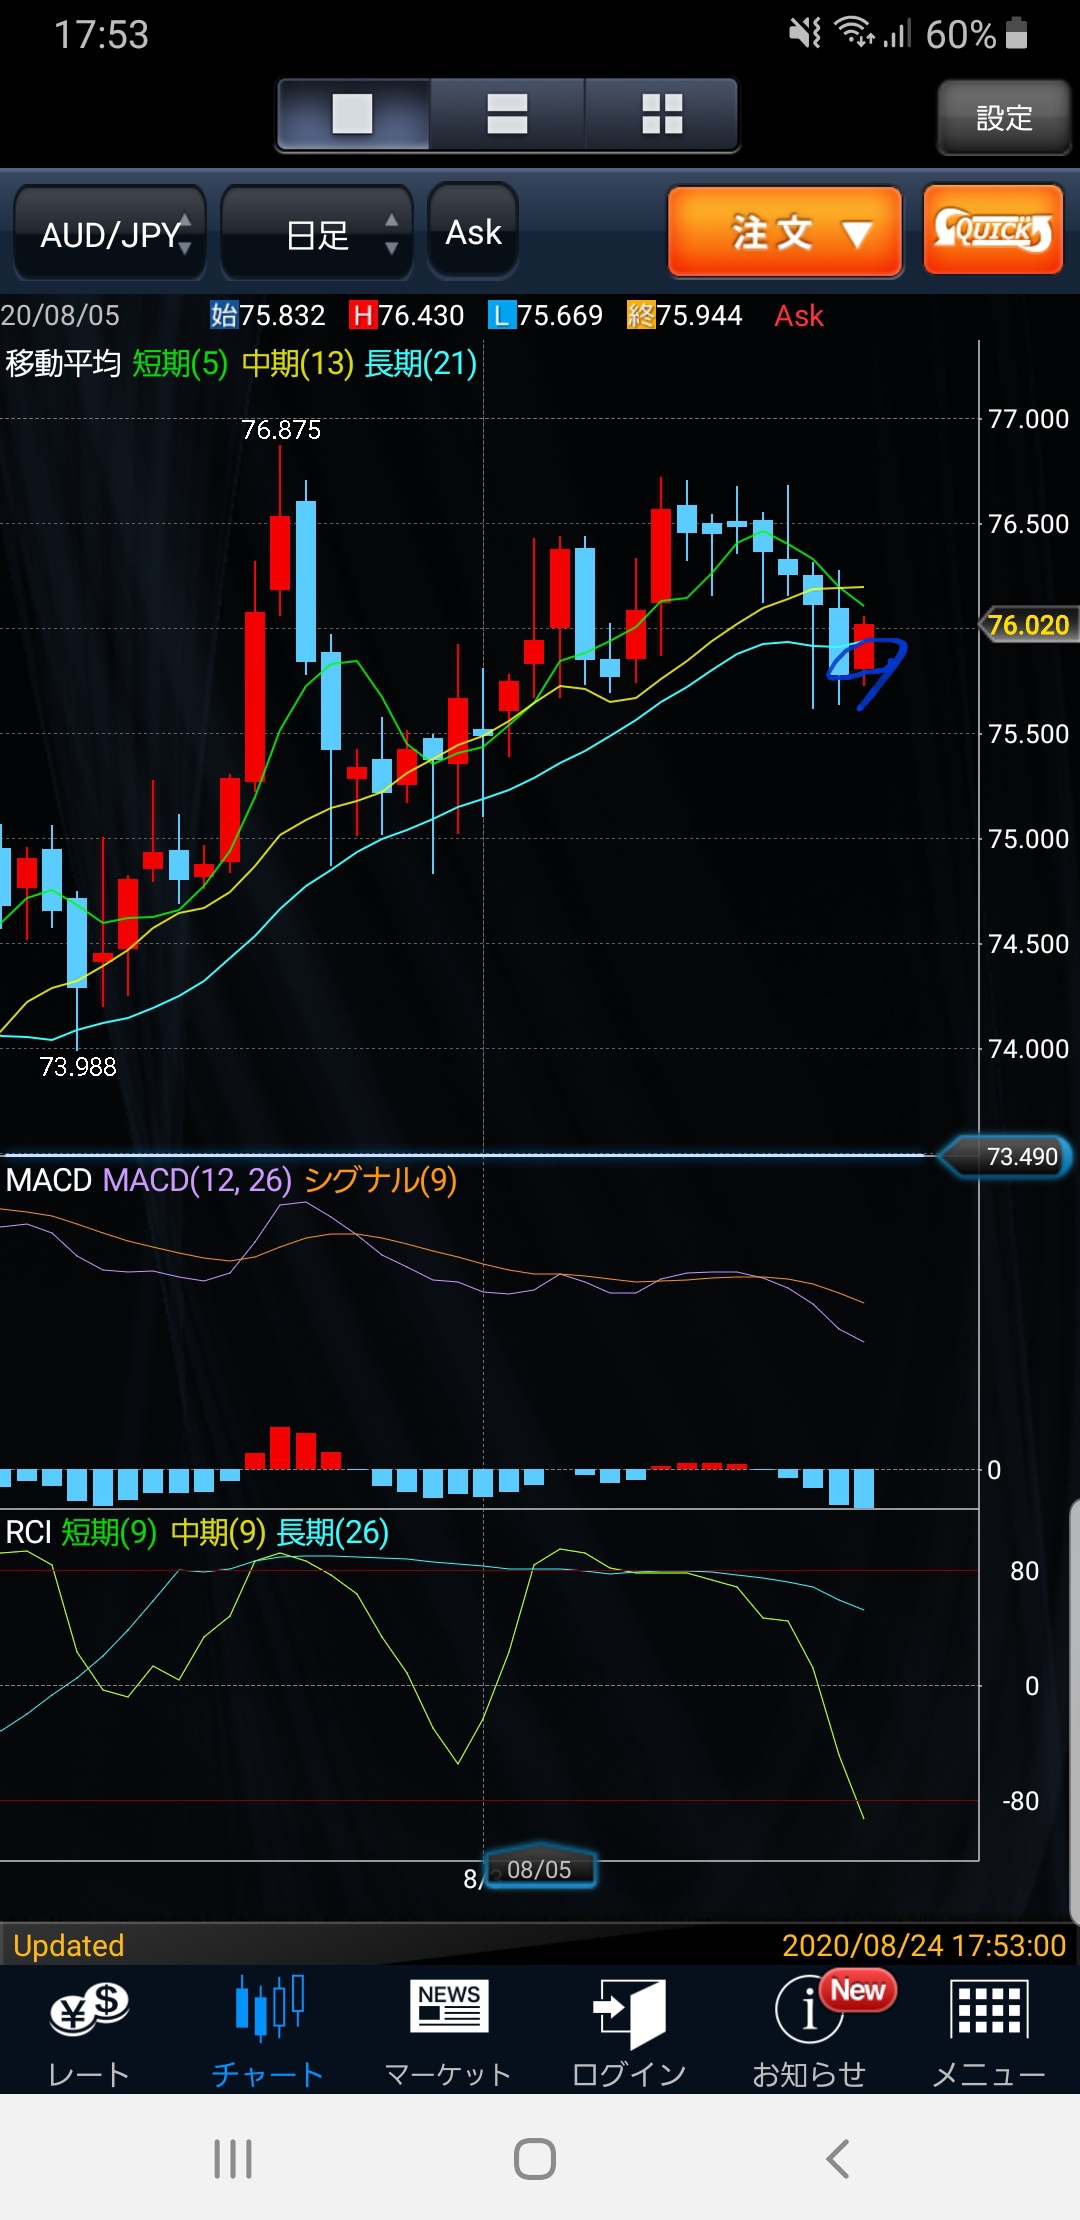 17:53 60%
設定
AUD/JPY 日足 Ask 注文 QUICK
20/08/05 始75.832 H76.430 L75.669 終75.944 Ask
移動平均 短期(5) 中期(13) 長期(21)
77.000
76.875
76.500
76.020
75.500
75.000
74.500
74.000
73.988
73.490
MACD MACD(12, 26) シグナル(9)
0
RCI 短期(9) 中期(9) 長期(26)
80
0
-80
8/ 08/05
Updated 2020/08/24 17:53:00
NEWS New
レート チャート マーケット ログイン お知らせ メニュー